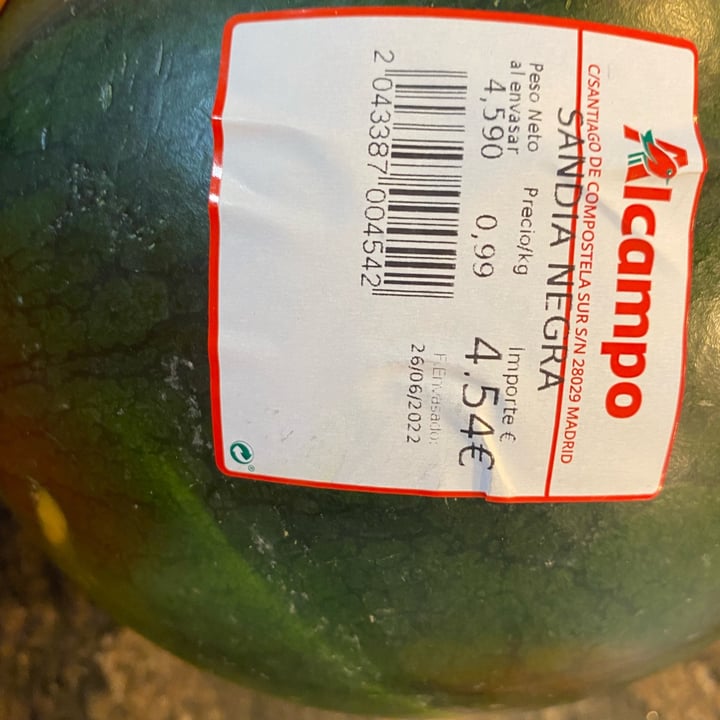 Alcampo
C/SANTIAGO DE COMPOSTELA SUR S/N 28029 MADRID
SANDIA NEGRA
Peso Neto al envasar Precio/kg Importe €
4,590 0,99 4.54€
2 043387 004542
F.Envasado:
26/06/2022